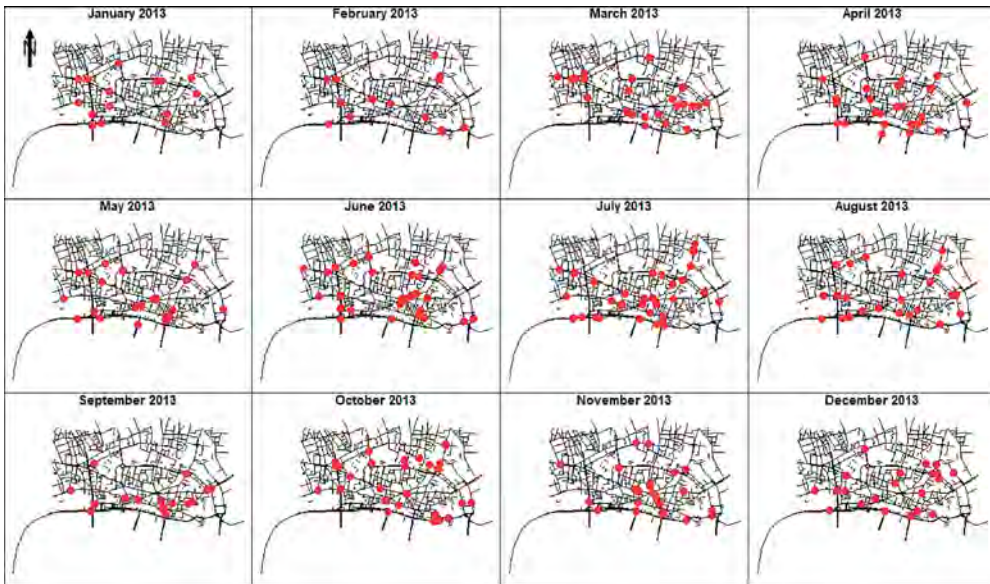 January 2013
February 2013
March 2013
April 2013
N
May 2013
June 2013
July 2013
August 2013
September 2013
October 2013
November 2013
December 2013